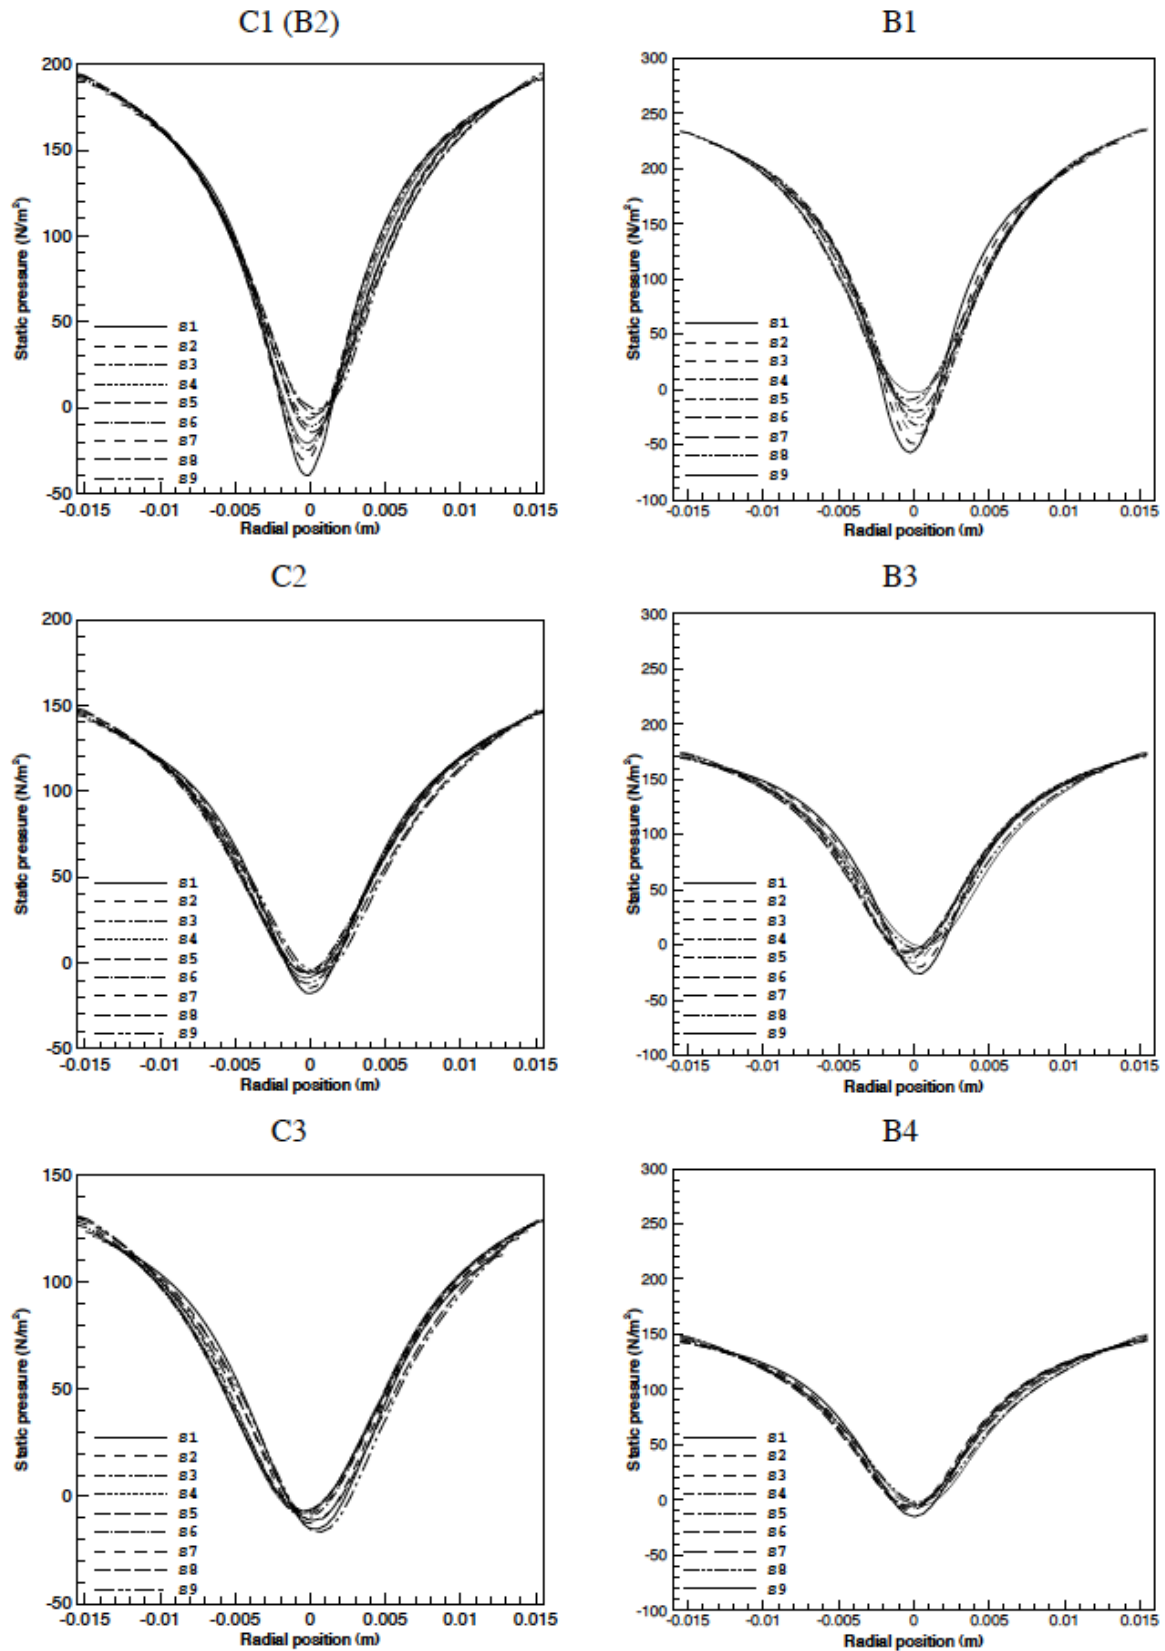 C1 (B2)
200
150
100
50
0
-50
Static pressure (N/m²)
s1
s2
s3
s4
s5
s6
s7
s8
s9
-0.015 -0.01 -0.005 0 0.005 0.01 0.015
Radial position (m)
B1
300
250
200
150
100
50
0
-50
-100
Static pressure (N/m²)
s1
s2
s3
s4
s5
s6
s7
s8
s9
-0.015 -0.01 -0.005 0 0.005 0.01 0.015
Radial position (m)
C2
200
150
100
50
0
-50
Static pressure (N/m²)
s1
s2
s3
s4
s5
s6
s7
s8
s9
-0.015 -0.01 -0.005 0 0.005 0.01 0.015
Radial position (m)
B3
300
250
200
150
100
50
0
-50
-100
Static pressure (N/m²)
s1
s2
s3
s4
s5
s6
s7
s8
s9
-0.015 -0.01 -0.005 0 0.005 0.01 0.015
Radial position (m)
C3
150
100
50
0
-50
Static pressure (N/m²)
s1
s2
s3
s4
s5
s6
s7
s8
s9
-0.015 -0.01 -0.005 0 0.005 0.01 0.015
Radial position (m)
B4
300
250
200
150
100
50
0
-50
-100
Static pressure (N/m²)
s1
s2
s3
s4
s5
s6
s7
s8
s9
-0.015 -0.01 -0.005 0 0.005 0.01 0.015
Radial position (m)